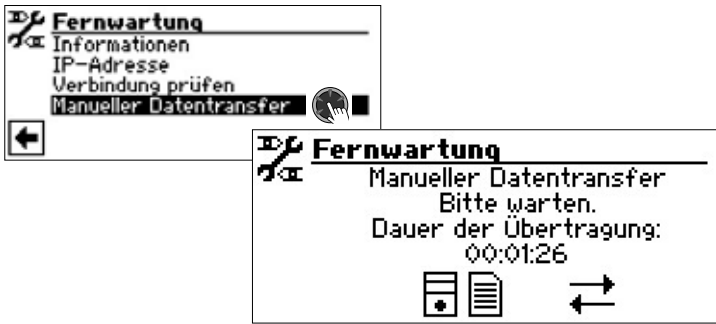 Fernwartung
Informationen
IP-Adresse
Verbindung prüfen
Manueller Datentransfer
Fernwartung
Manueller Datentransfer
Bitte warten.
Dauer der Übertragung:
00:01:26